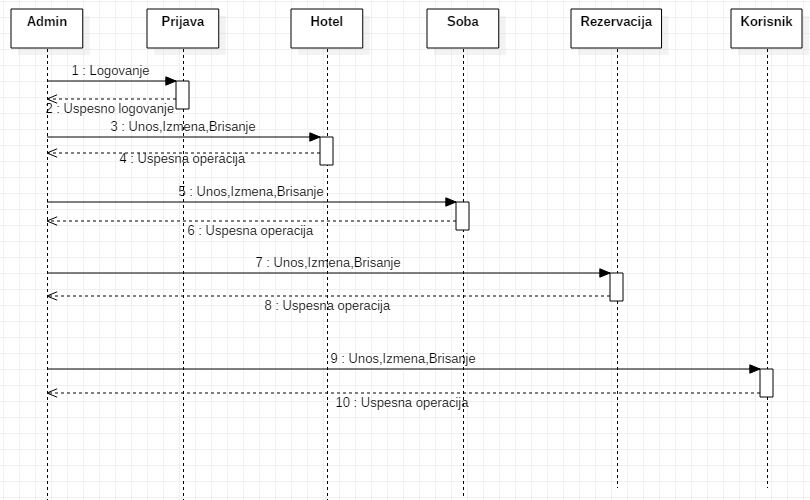 Admin
Prijava
Hotel
Soba
Rezervacija
Korisnik
1 : Logovanje
2 : Uspesno logovanje
3 : Unos,Izmena,Brisanje
4 : Uspesna operacija
5 : Unos,Izmena,Brisanje
6 : Uspesna operacija
7 : Unos,Izmena,Brisanje
8 : Uspesna operacija
9 : Unos,Izmena,Brisanje
10 : Uspesna operacija